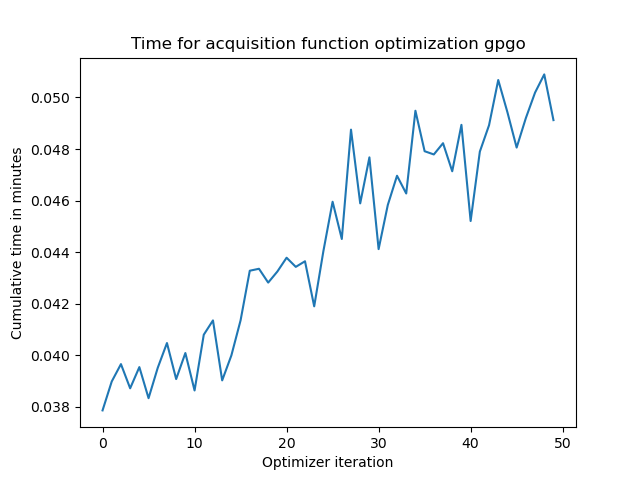 Time for acquisition function optimization gpgo
Cumulative time in minutes
0.050
0.048
0.046
0.044
0.042
0.040
0.038
0 10 20 30 40 50
Optimizer iteration